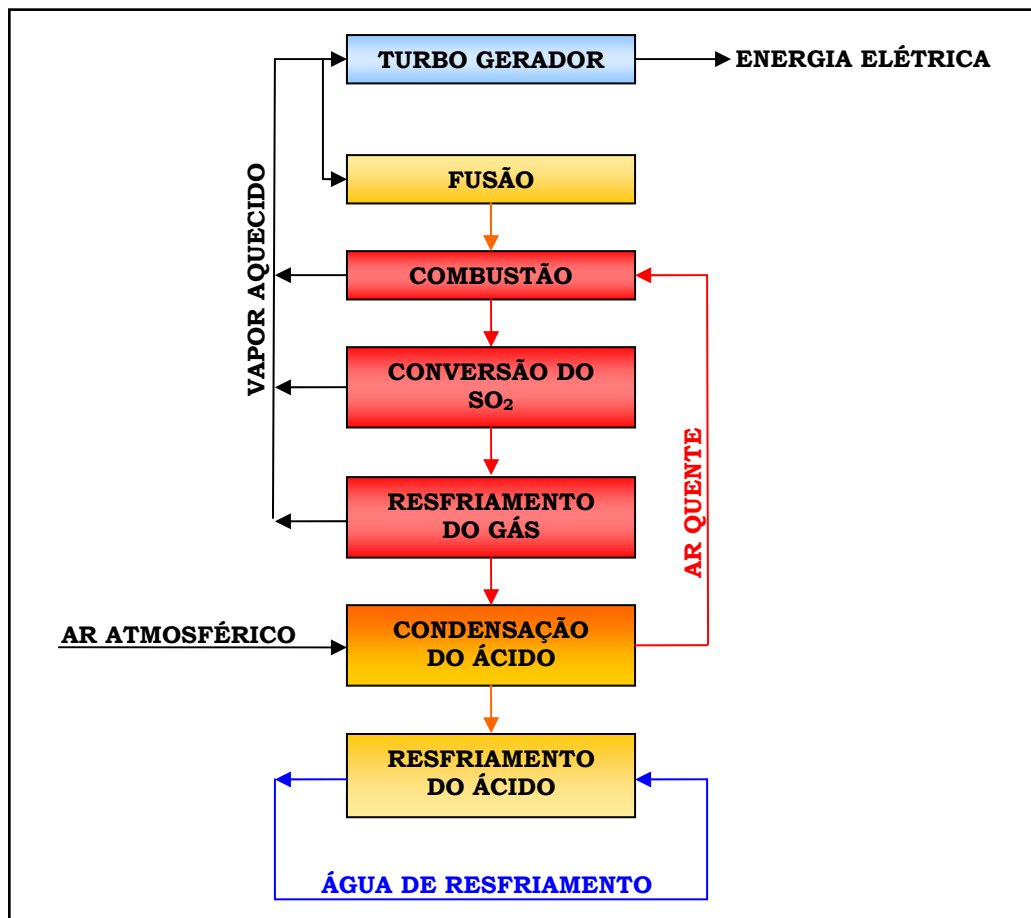 TURBO GERADOR
ENERGIA ELÉTRICA
FUSÃO
VAPOR AQUECIDO
COMBUSTÃO
CONVERSÃO DO
SO₂
RESFRIAMENTO
DO GÁS
AR QUENTE
AR ATMOSFÉRICO
CONDENSAÇÃO
DO ÁCIDO
RESFRIAMENTO
DO ÁCIDO
ÁGUA DE RESFRIAMENTO